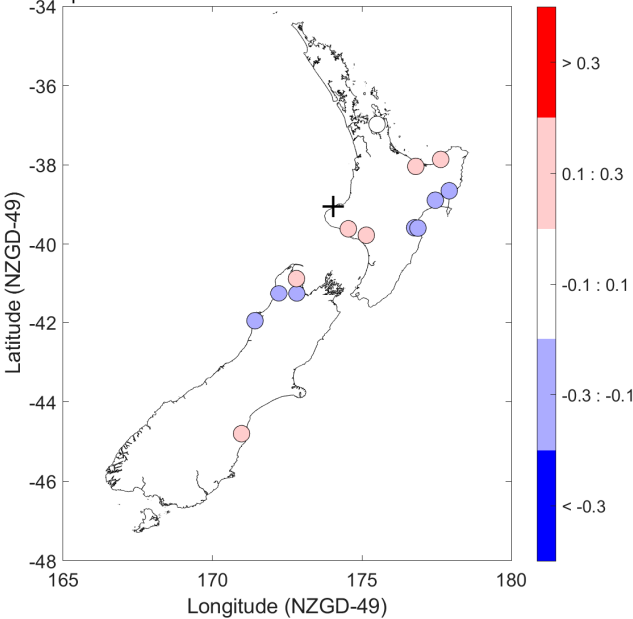 -34
-36
-38
-40
-42
-44
-46
-48
165
170
175
180
Latitude (NZGD-49)
Longitude (NZGD-49)
> 0.3
0.1 : 0.3
-0.1 : 0.1
-0.3 : -0.1
< -0.3